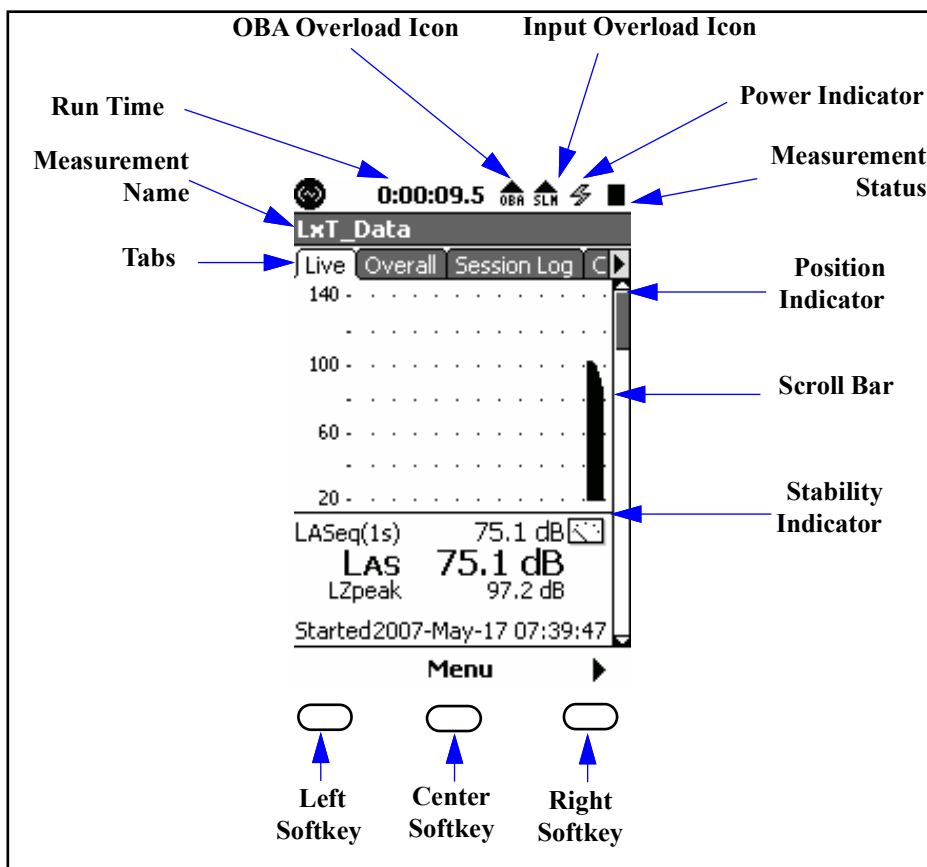 OBA Overload Icon
Input Overload Icon
Run Time
Power Indicator
Measurement
Name
Measurement
Status
0:00:09.5
OBA SLM
LxT_Data
Tabs
Live Overall Session Log C
Position
Indicator
140
100
Scroll Bar
60
20
Stability
Indicator
LASeq(1s) 75.1 dB
LAS 75.1 dB
LZpeak 97.2 dB
Started 2007-May-17 07:39:47
Menu
Left
Softkey
Center
Softkey
Right
Softkey